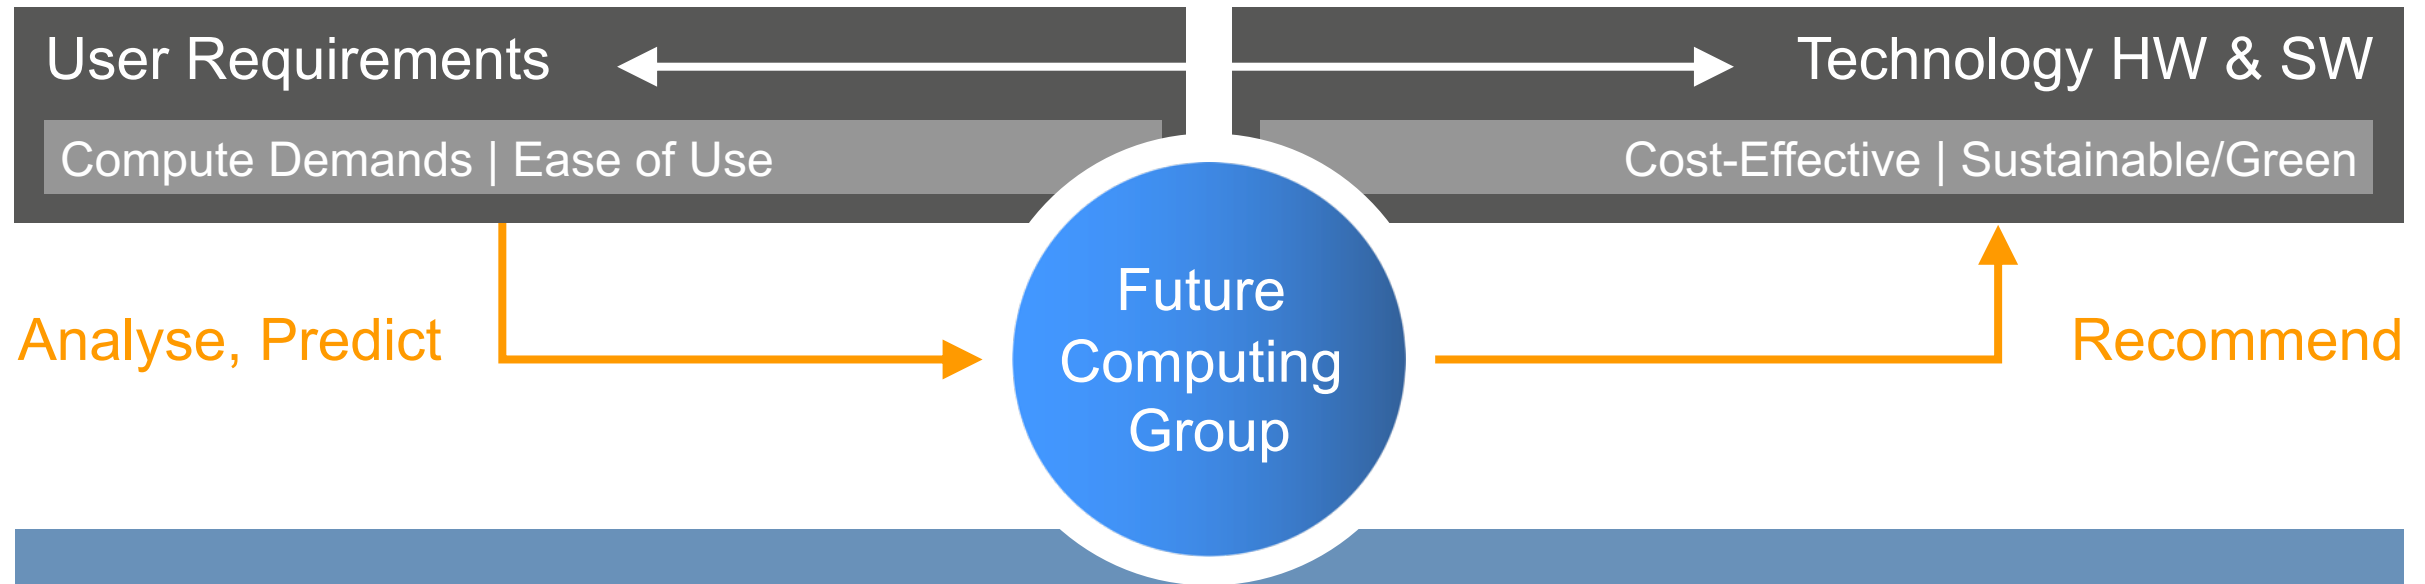 User Requirements
Technology HW & SW
Compute Demands | Ease of Use
Cost-Effective | Sustainable/Green
Analyse, Predict
Future
Computing
Group
Recommend